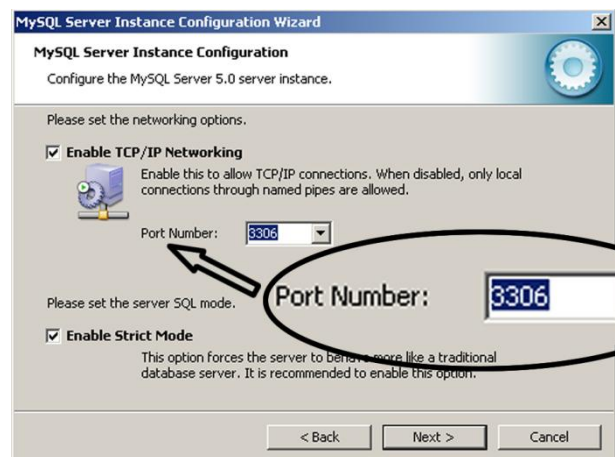 MySQL Server Instance Configuration Wizard
MySQL Server Instance Configuration
Configure the MySQL Server 5.0 server instance.
Please set the networking options.
Enable TCP/IP Networking
Enable this to allow TCP/IP connections. When disabled, only local
connections through named pipes are allowed.
Port Number: 3306
Port Number: 3306
Please set the server SQL mode.
Enable Strict Mode
This option forces the server to behave more like a traditional
database server. It is recommended to enable this option.
< Back Next > Cancel